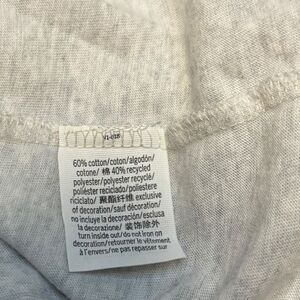 V1-018
60% cotton/coton/algodón/
cotone/ 棉 40% recycled
polyester/polyester recyclé/
poliéster reciclado/poliestere
riciclato/ 聚酯纤维 exclusive
of decoration/sauf décoration/
no incluye la decoración/esclusa
la decorazione/ 装饰除外
turn inside out/do not iron on
decoration/retourner le vêtement
à l'envers/ne pas repasser sur